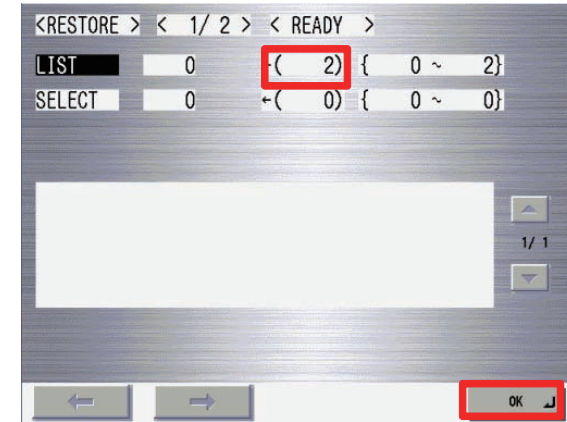 <RESTORE > < 1/ 2 > < READY >
LIST 0 ←( 2) { 0 ~ 2}
SELECT 0 ←( 0) { 0 ~ 0}
1/ 1
OK